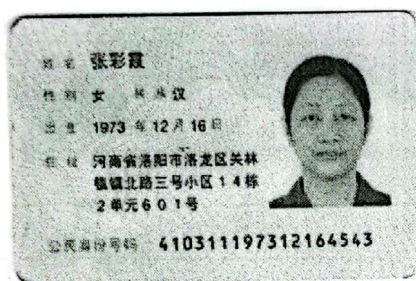 姓名 张彩霞
性别 女 民族 汉
出生 1973 年 12 月 16 日
住址 河南省洛阳市洛龙区关林
镇镇北路三号小区14栋
2单元601号
公民身份号码 410311197312164543